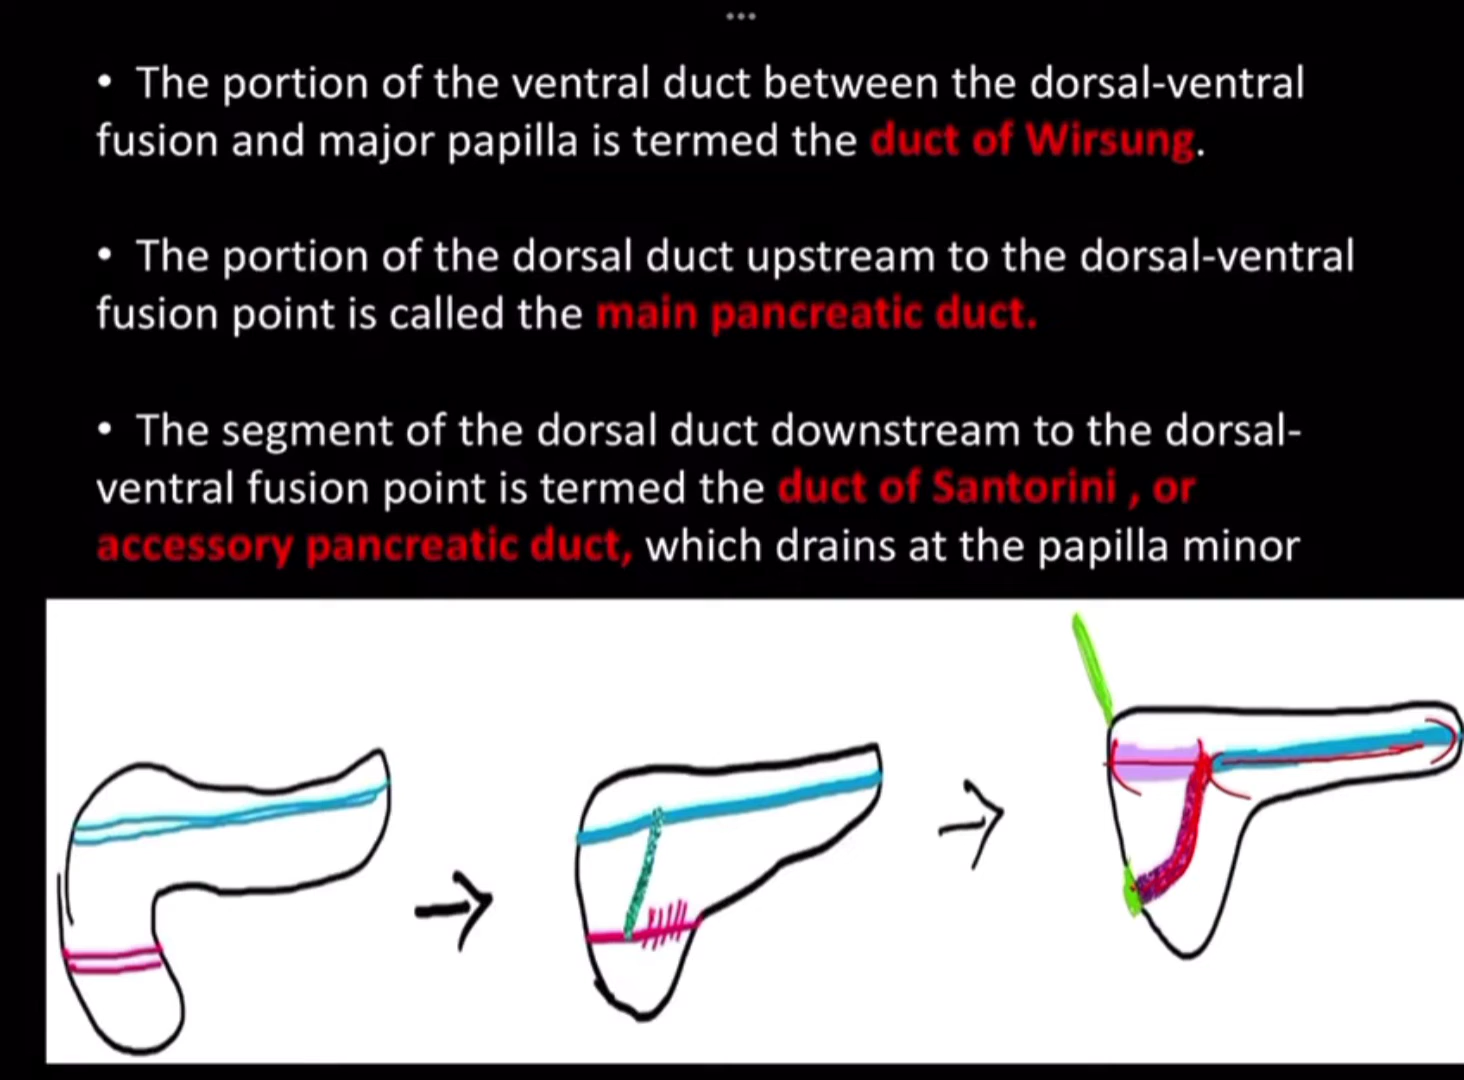 • The portion of the ventral duct between the dorsal-ventral
fusion and major papilla is termed the duct of Wirsung.
• The portion of the dorsal duct upstream to the dorsal-ventral
fusion point is called the main pancreatic duct.
• The segment of the dorsal duct downstream to the dorsal-
ventral fusion point is termed the duct of Santorini , or
accessory pancreatic duct, which drains at the papilla minor